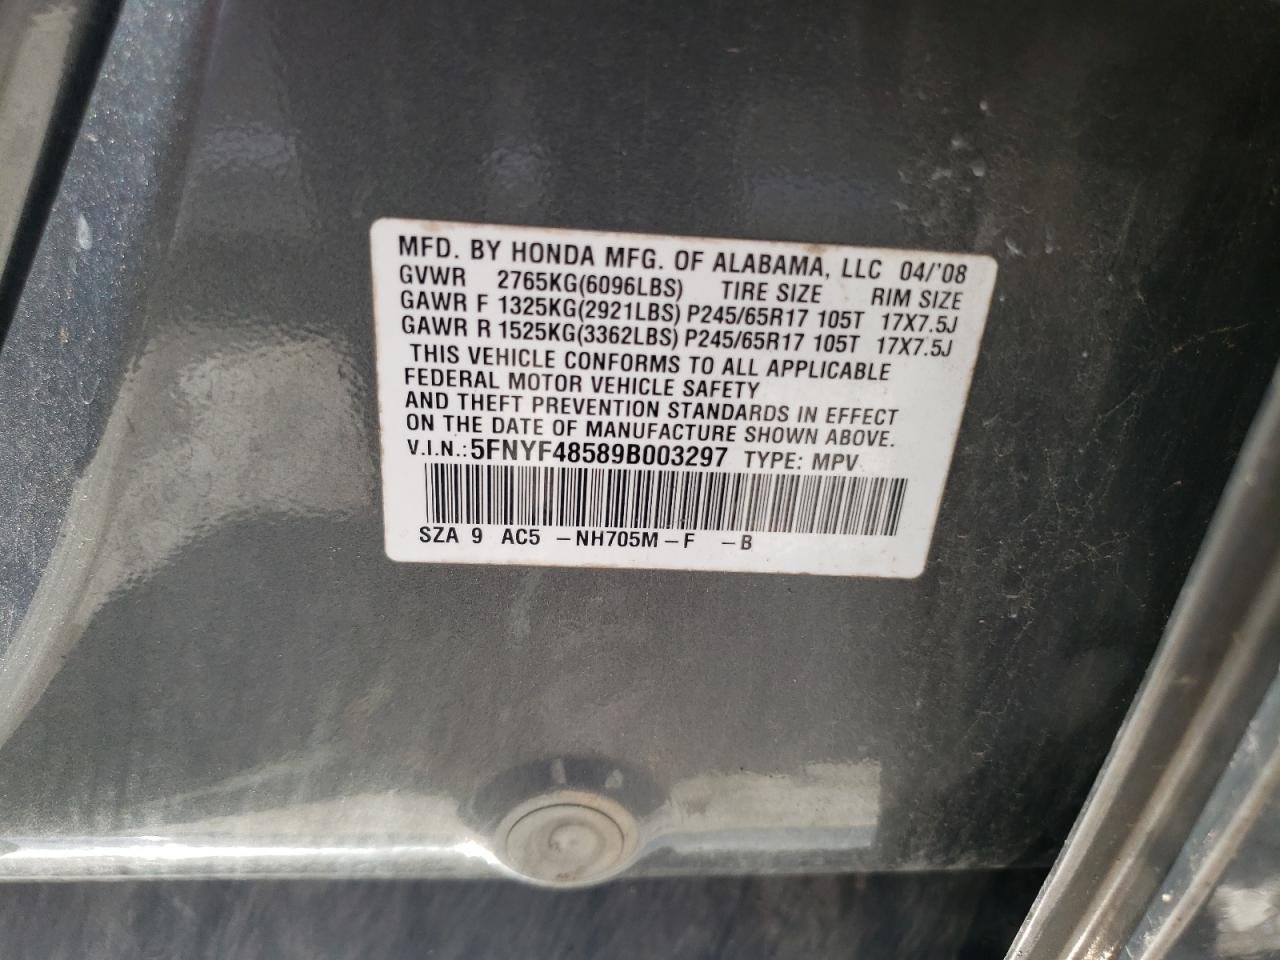 MFD. BY HONDA MFG. OF ALABAMA, LLC 04/'08
GVWR 2765KG(6096LBS) TIRE SIZE RIM SIZE
GAWR F 1325KG(2921LBS) P245/65R17 105T 17X7.5J
GAWR R 1525KG(3362LBS) P245/65R17 105T 17X7.5J
THIS VEHICLE CONFORMS TO ALL APPLICABLE
FEDERAL MOTOR VEHICLE SAFETY
AND THEFT PREVENTION STANDARDS IN EFFECT
ON THE DATE OF MANUFACTURE SHOWN ABOVE.
V.I.N.: 5FNYF48589B003297 TYPE: MPV
SZA 9 AC5 -NH705M-F -B